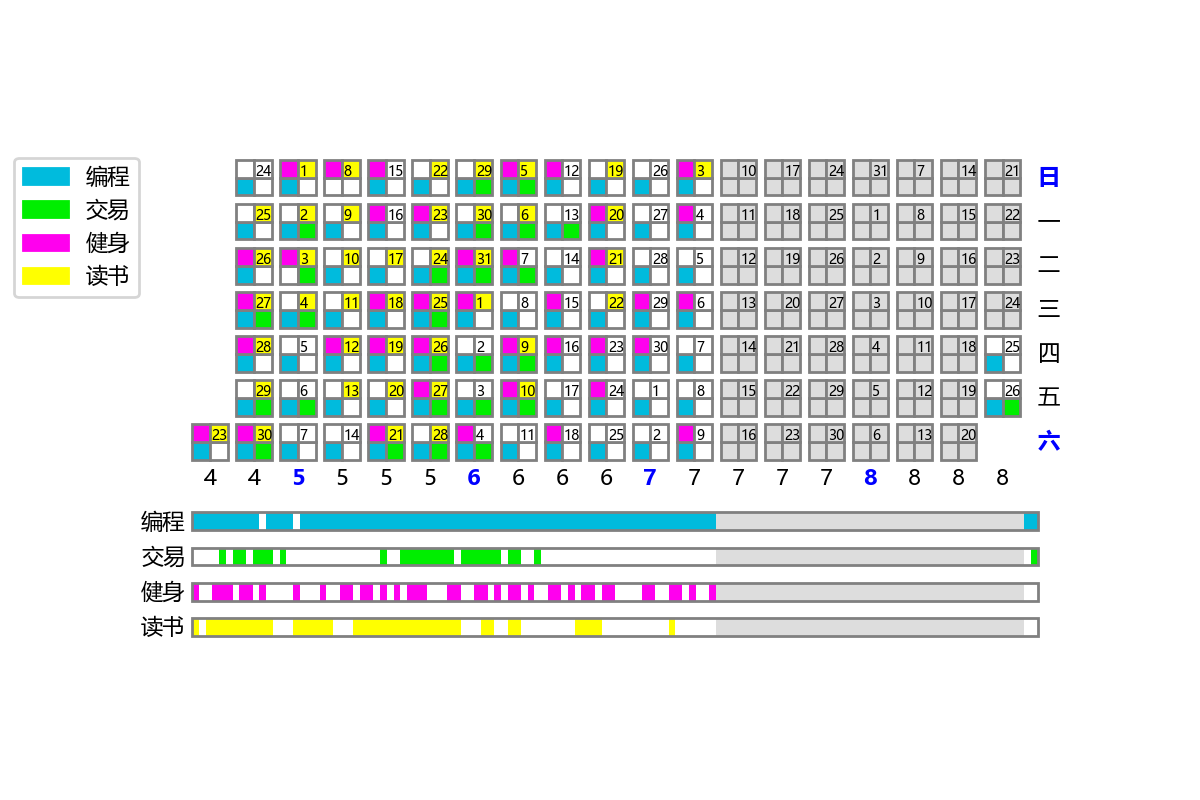 编程
交易
健身
读书
24 1 8 15 22 29 5 12 19 26 3 10 17 24 31 7 14 21 日
25 2 9 16 23 30 6 13 20 27 4 11 18 25 1 8 15 22 一
26 3 10 17 24 31 7 14 21 28 5 12 19 26 2 9 16 23 二
27 4 11 18 25 1 8 15 22 29 6 13 20 27 3 10 17 24 三
28 5 12 19 26 2 9 16 23 30 7 14 21 28 4 11 18 25 四
29 6 13 20 27 3 10 17 24 1 8 15 22 29 5 12 19 26 五
23 30 7 14 21 28 4 11 18 25 2 9 16 23 30 6 13 20 六
4 4 5 5 5 5 6 6 6 6 7 7 7 7 7 8 8 8 8
编程
交易
健身
读书